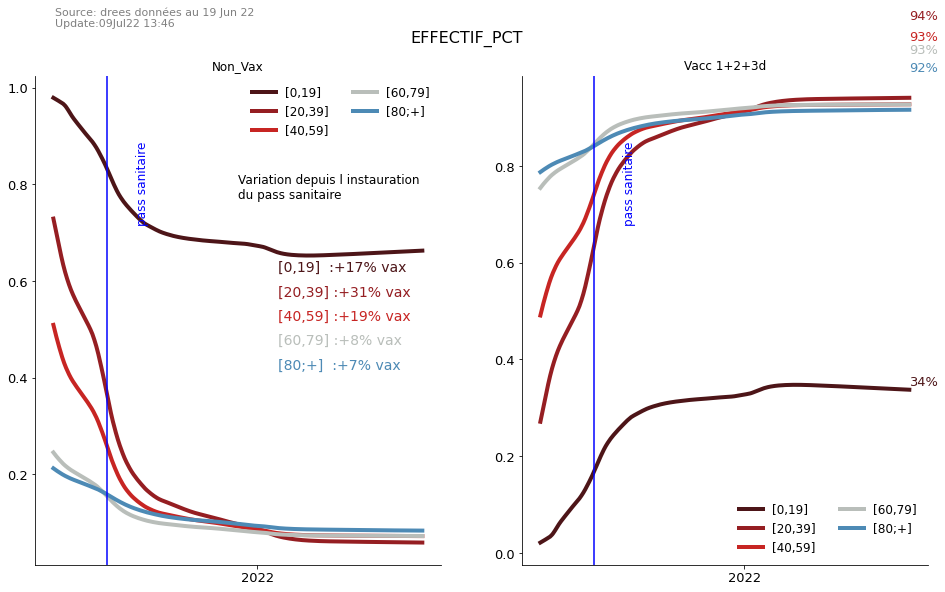 Source: drees données au 19 Jun 22
Update:09Jul22 13:46
EFFECTIF_PCT
Non_Vax
[0,19]
[20,39]
[40,59]
[60,79]
[80;+]
pass sanitaire
Variation depuis l instauration
du pass sanitaire
[0,19]  :+17% vax
[20,39] :+31% vax
[40,59] :+19% vax
[60,79] :+8% vax
[80;+]  :+7% vax
1.0
0.8
0.6
0.4
0.2
2022
Vacc 1+2+3d
94%
93%
93%
92%
34%
pass sanitaire
0.8
0.6
0.4
0.2
0.0
[0,19]
[20,39]
[40,59]
[60,79]
[80;+]
2022